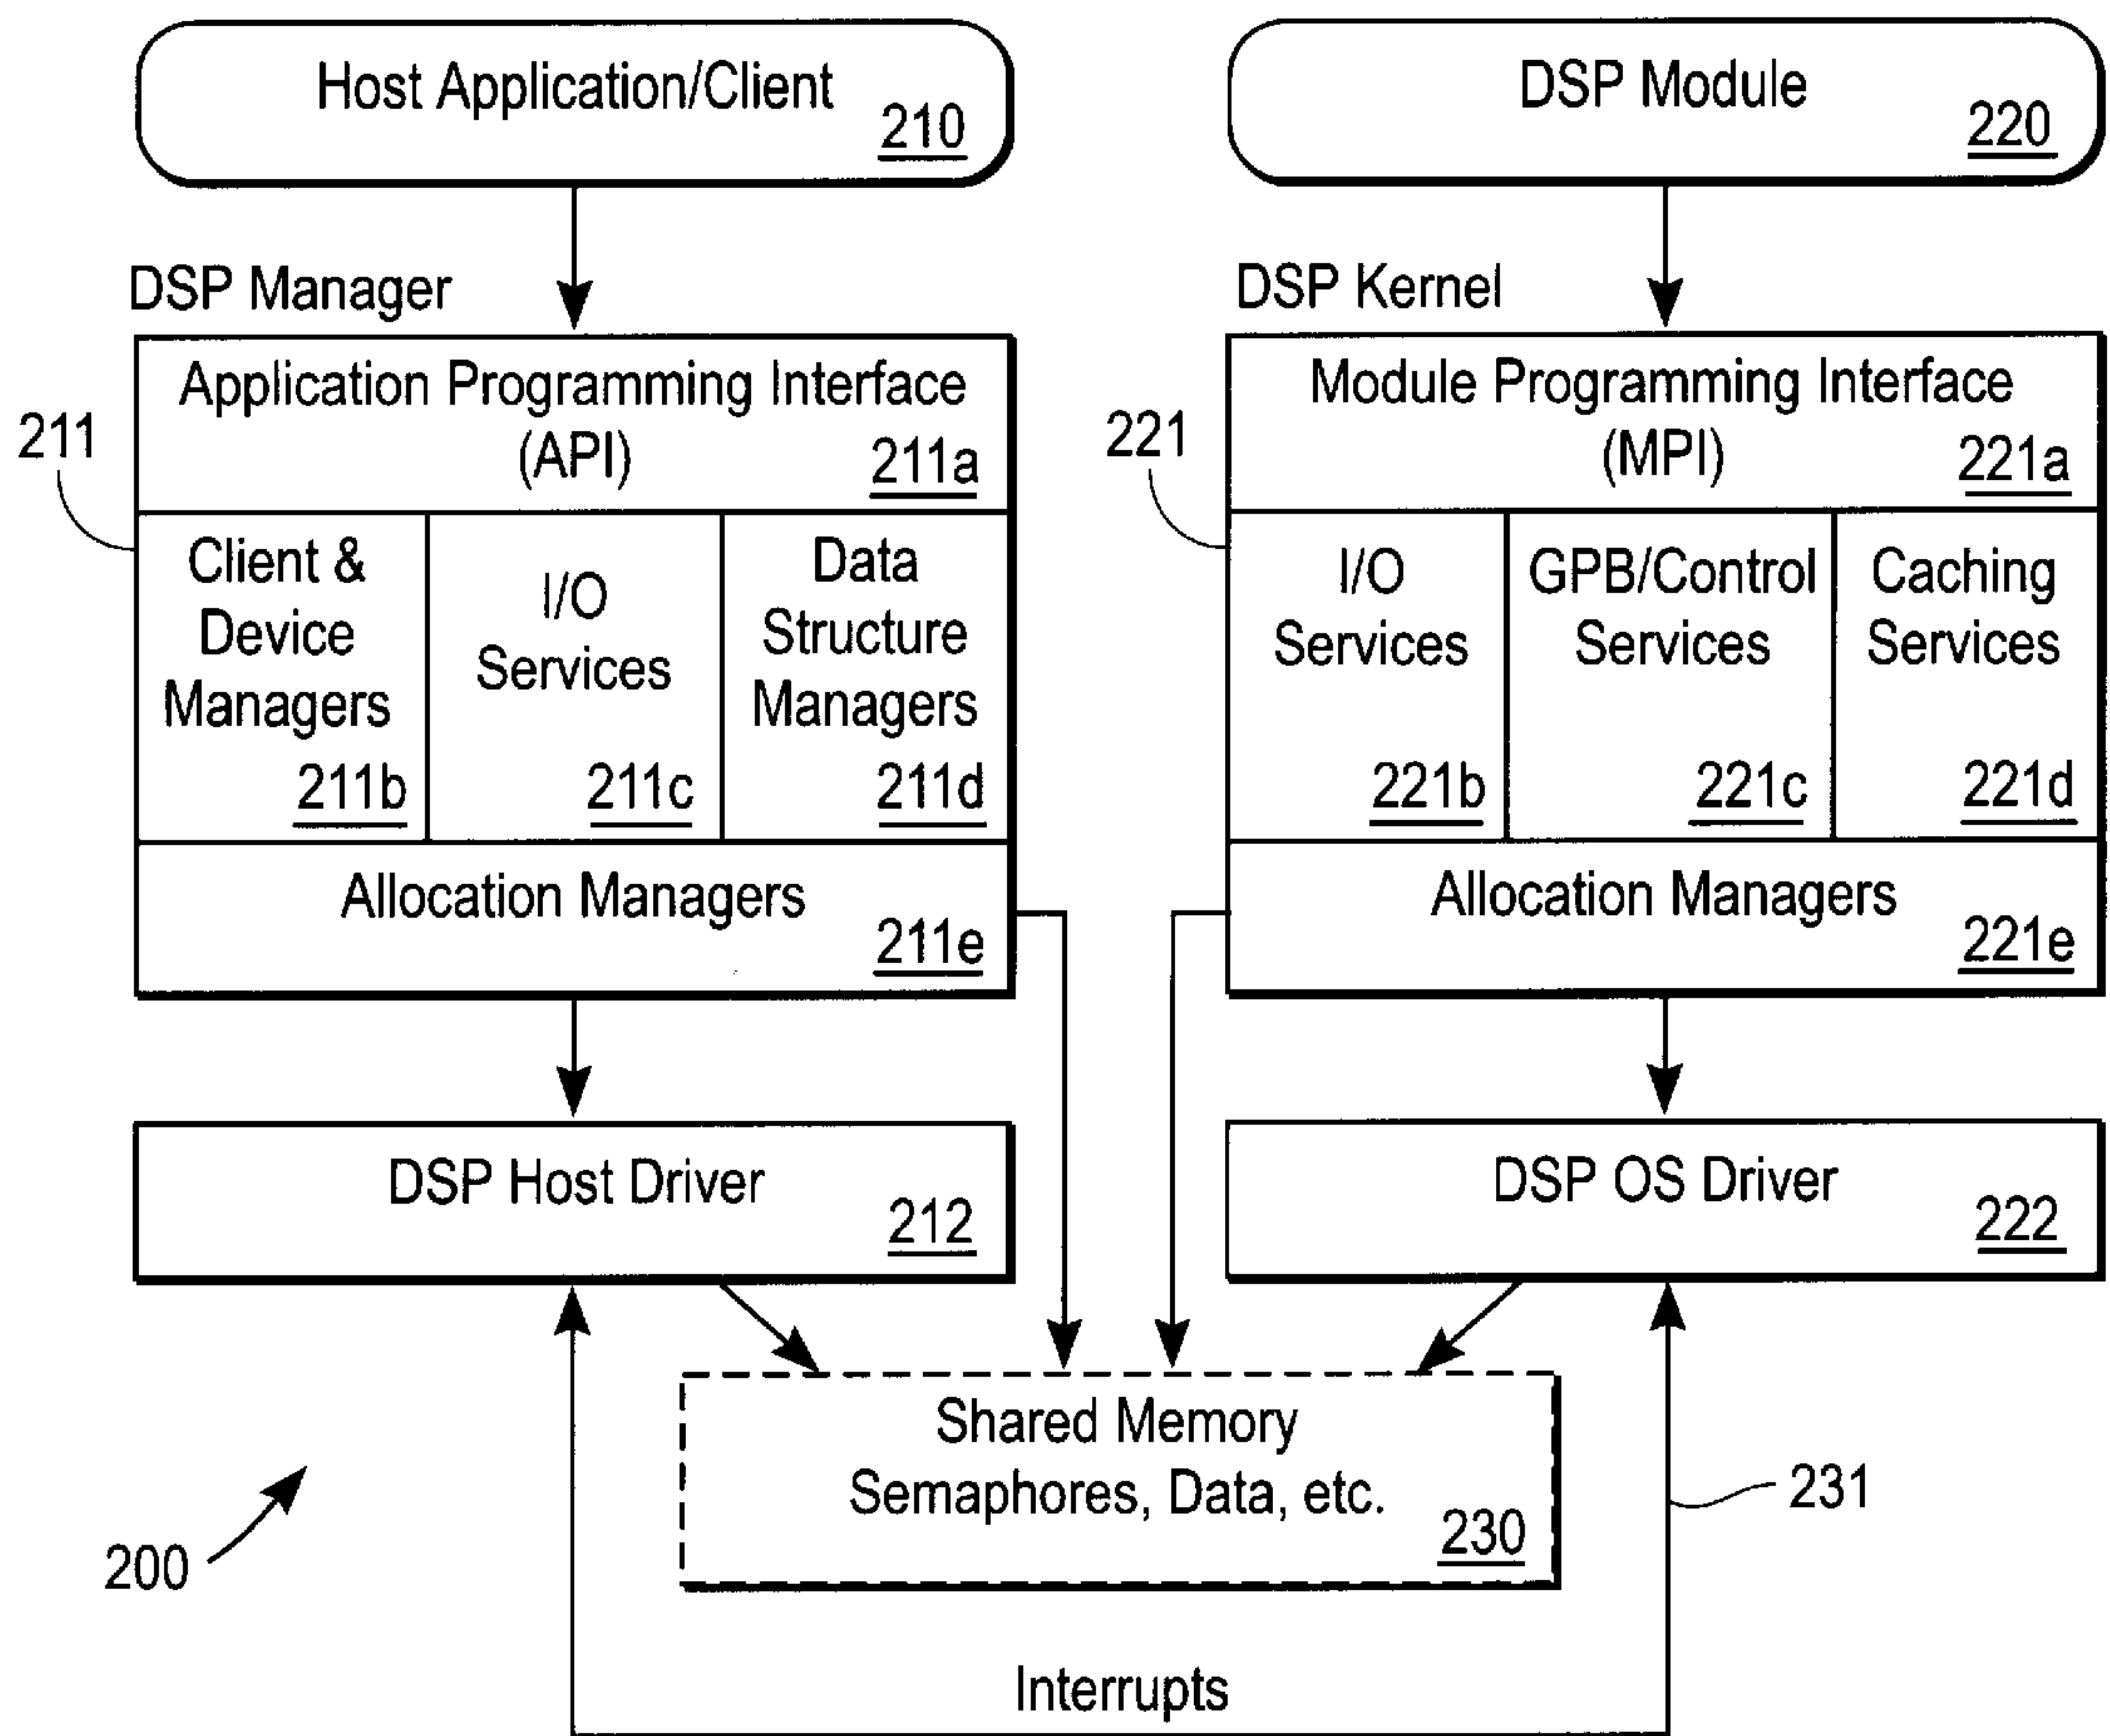 Host Application/Client
210
DSP Module
220
DSP Manager
DSP Kernel
Application Programming Interface
(API)
211a
211
Client &
Device
Managers
211b
I/O
Services
211c
Data
Structure
Managers
211d
Allocation Managers
211e
Module Programming Interface
(MPI)
221a
221
I/O
Services
221b
GPB/Control
Services
221c
Caching
Services
221d
Allocation Managers
221e
DSP Host Driver
212
DSP OS Driver
222
Shared Memory
Semaphores, Data, etc.
230
231
200
Interrupts